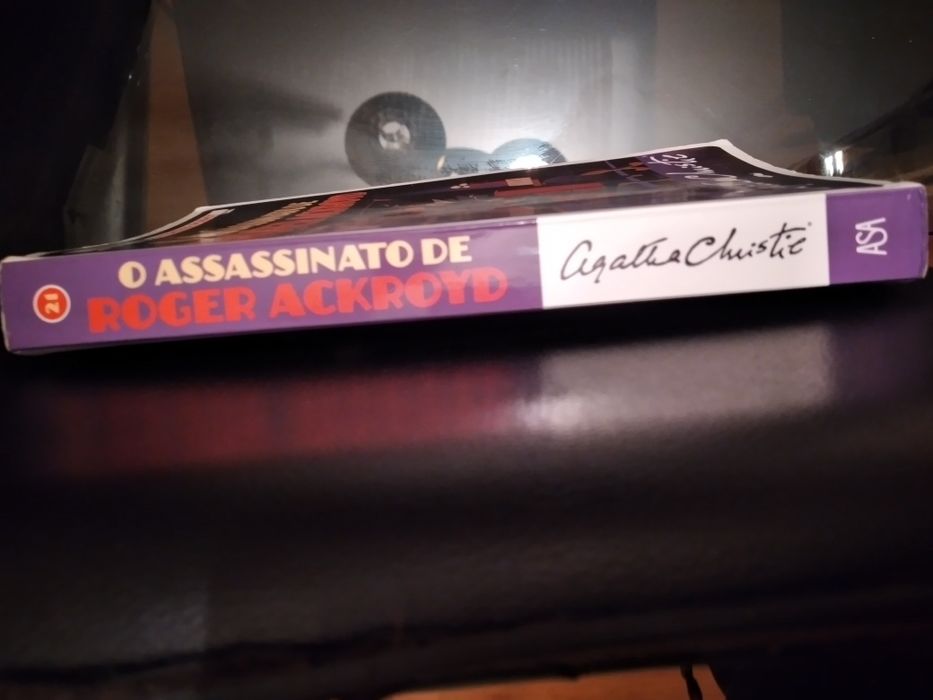 21
O ASSASSINATO DE
ROGER ACKROYD
Agatha Christie
ASA